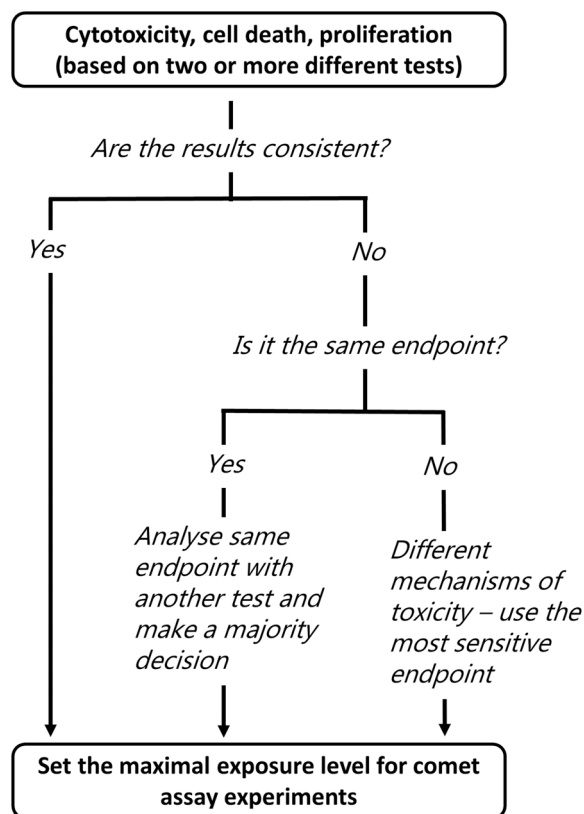 Cytotoxicity, cell death, proliferation
(based on two or more different tests)
Are the results consistent?
Yes
No
Is it the same endpoint?
Yes
No
Analyse same
endpoint with
another test and
make a majority
decision
Different
mechanisms of
toxicity – use the
most sensitive
endpoint
Set the maximal exposure level for comet
assay experiments